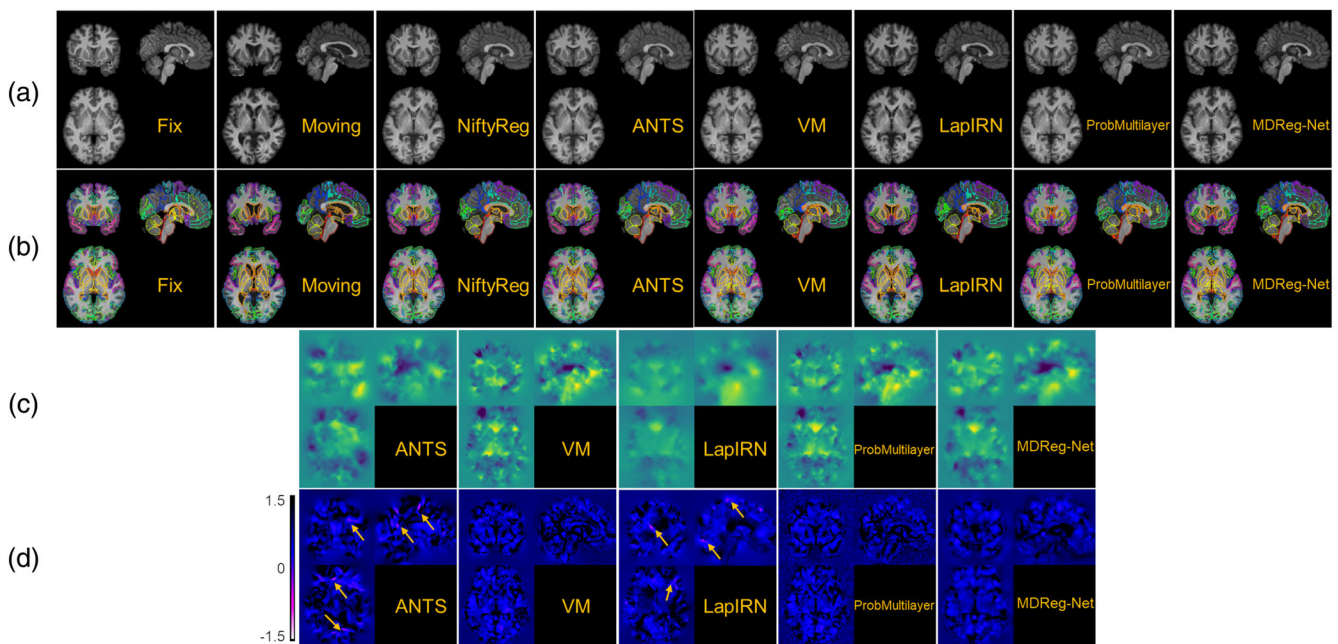 (a)
Fix
Moving
NiftyReg
ANTS
VM
LapIRN
ProbMultilayer
MDReg-Net
(b)
Fix
Moving
NiftyReg
ANTS
VM
LapIRN
ProbMultilayer
MDReg-Net
(c)
ANTS
VM
LapIRN
ProbMultilayer
MDReg-Net
(d)
1.5
0
-1.5
ANTS
VM
LapIRN
ProbMultilayer
MDReg-Net